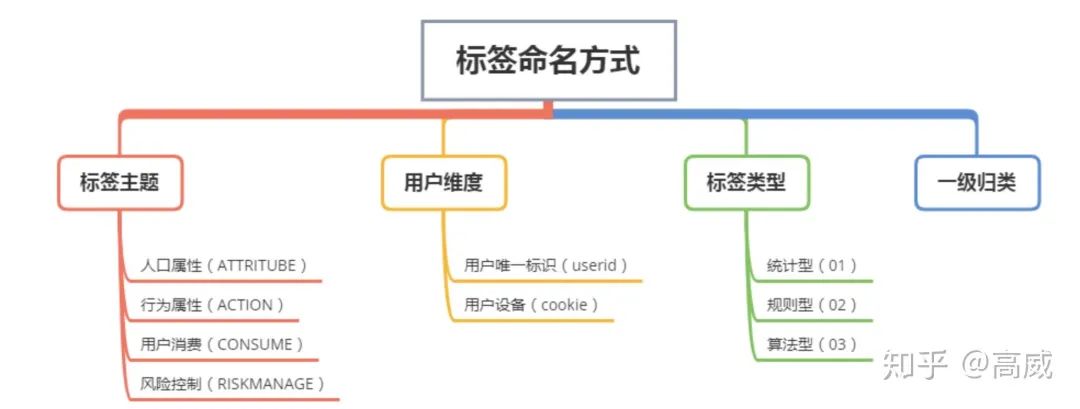 标签命名方式
标签主题
用户维度
标签类型
一级归类
人口属性（ATTRITUBE）
用户唯一标识（userid）
统计型（01）
行为属性（ACTION）
用户设备（cookie）
规则型（02）
用户消费（CONSUME）
算法型（03）
风险控制（RISKMANAGE）
知乎 @高威